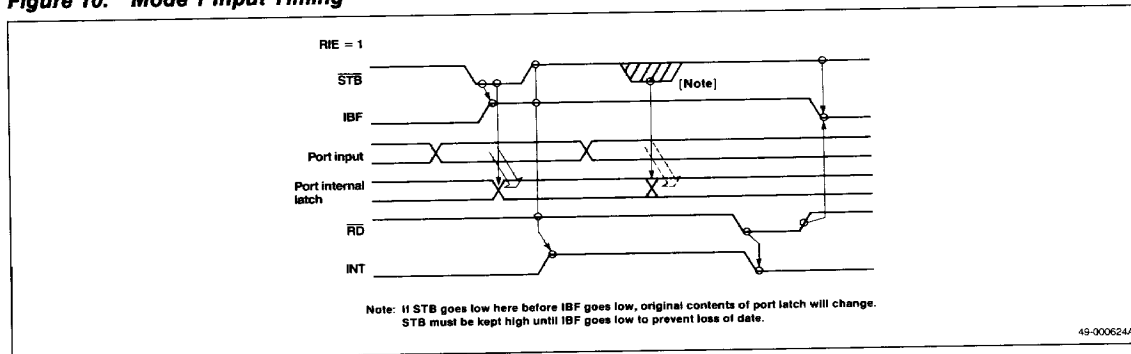 Figure 10. Mode 1 Input Timing
RIE = 1
STB
[Note]
IBF
Port input
Port internal
latch
RD
INT
Note: If STB goes low here before IBF goes low, original contents of port latch will change.
STB must be kept high until IBF goes low to prevent loss of date.
49-000624A